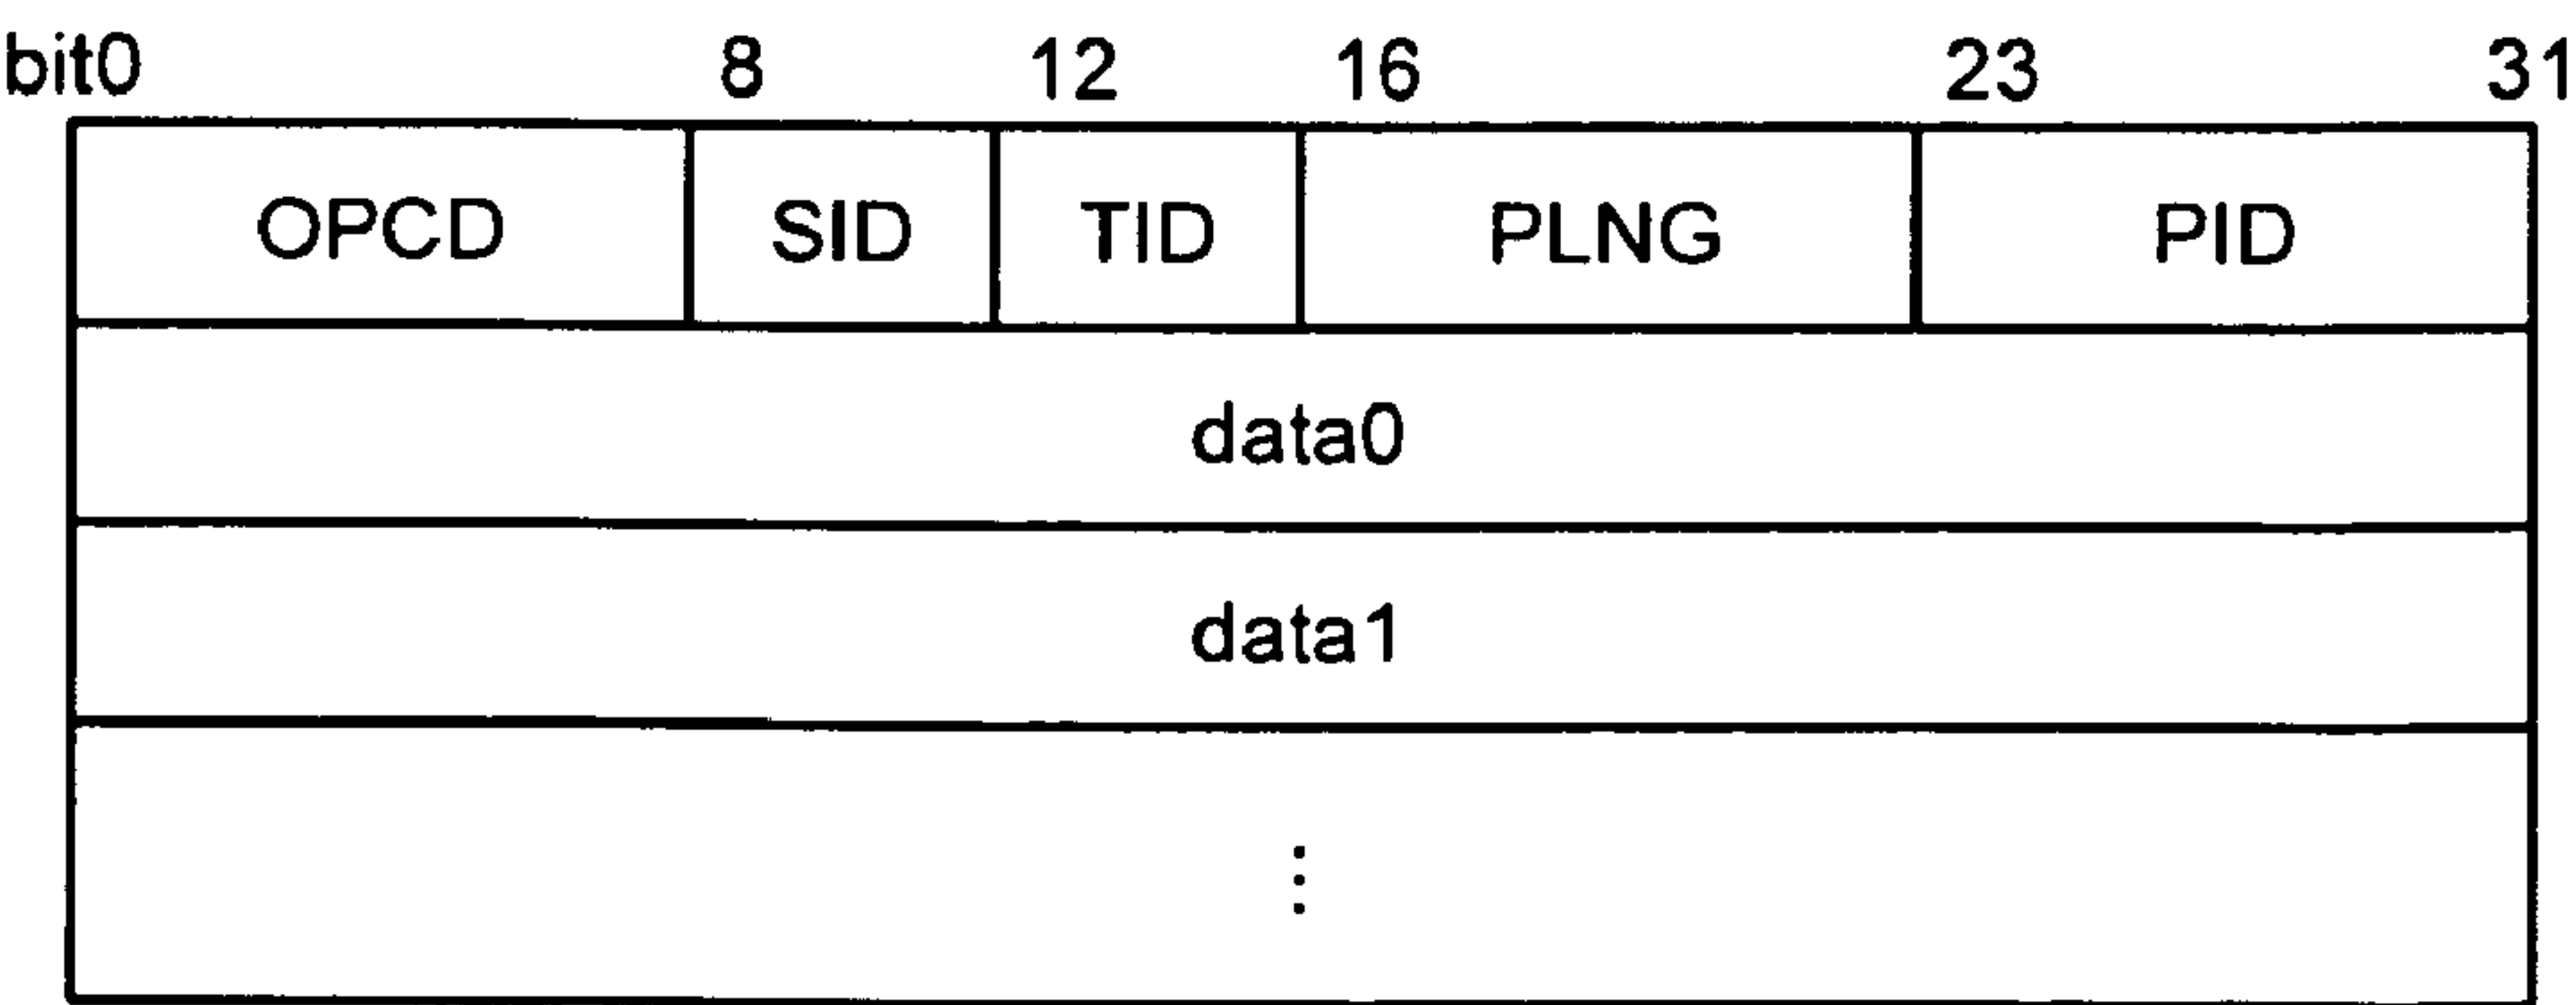 bit0 8 12 16 23 31
OPCD SID TID PLNG PID
data0
data1
⋮